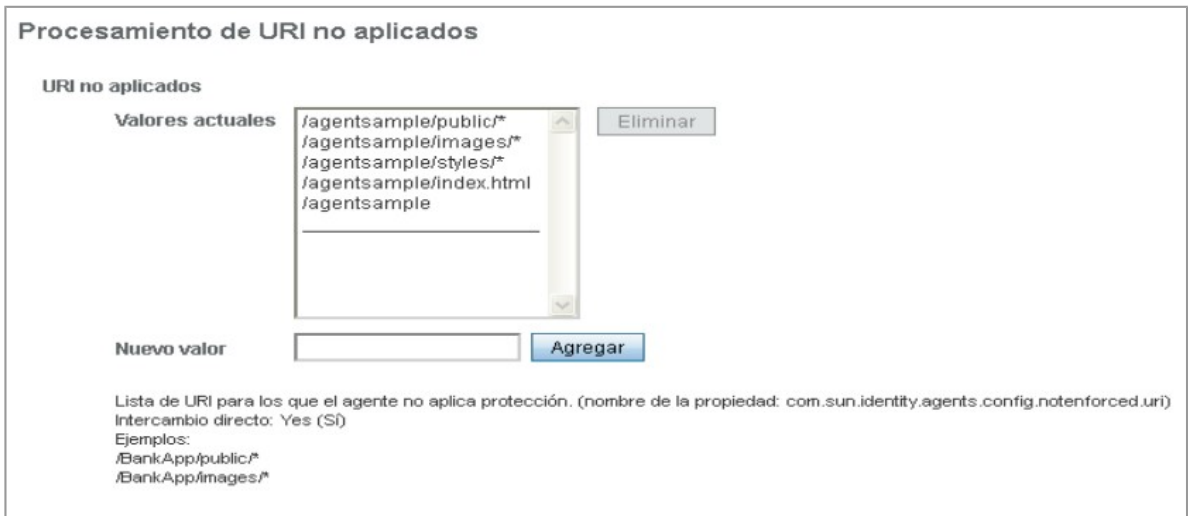 Procesamiento de URI no aplicados
URI no aplicados
Valores actuales
/agentsample/public/*
/agentsample/images/*
/agentsample/styles/*
/agentsample/index.html
/agentsample
Eliminar
Nuevo valor
Agregar
Lista de URI para los que el agente no aplica protección. (nombre de la propiedad: com.sun.identity.agents.config.notenforced.uri)
Intercambio directo: Yes (Sí)
Ejemplos:
/BankApp/public/*
/BankApp/images/*